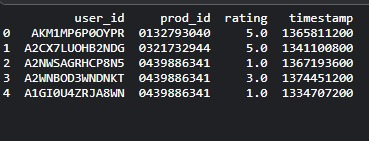 user_id prod_id rating timestamp
0 AKM1MP6P0OYPR 0132793040 5.0 1365811200
1 A2CX7LUOHB2NDG 0321732944 5.0 1341100800
2 A2NWSAGRHCP8N5 0439886341 1.0 1367193600
3 A2WNBOD3WNDNKT 0439886341 3.0 1374451200
4 A1GI0U4ZRJA8WN 0439886341 1.0 1334707200